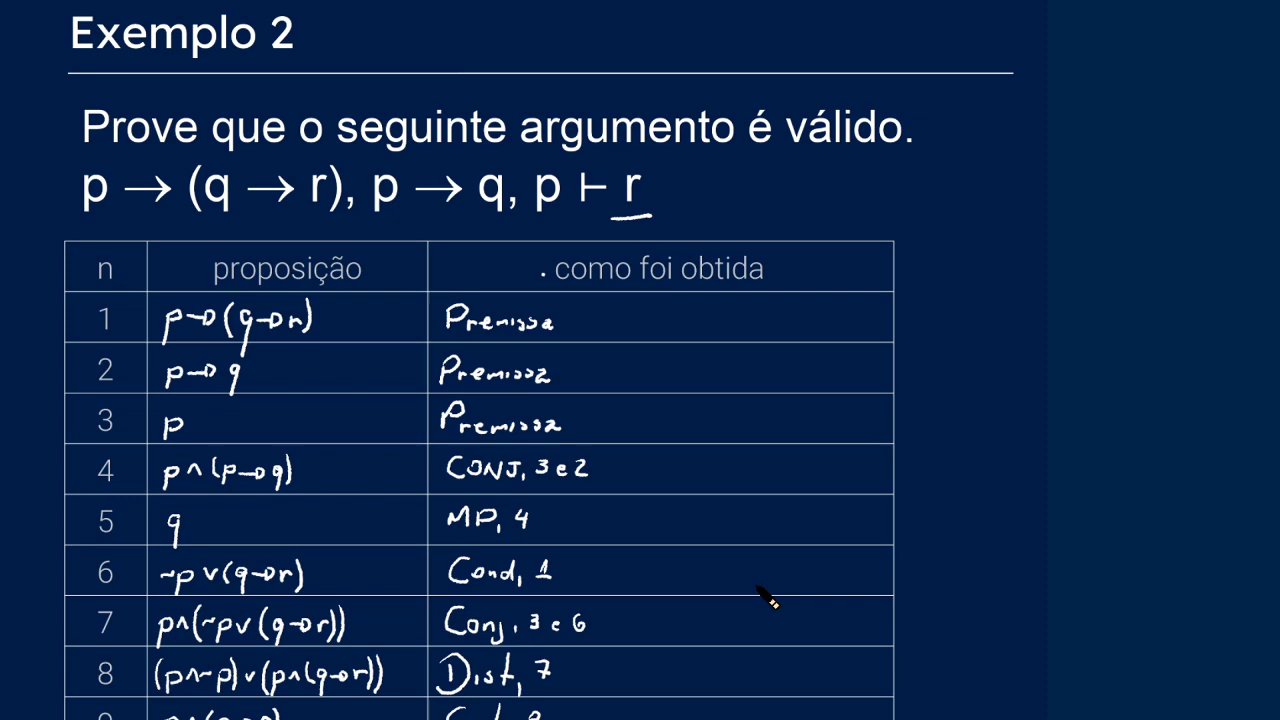 Exemplo 2
Prove que o seguinte argumento é válido.
p → (q → r), p → q, p ⊢ r
n proposição como foi obtida
1 p→(q→r) Premissa
2 p→q Premissa
3 p Premissa
4 p∧(p→q) CONJ, 3 e 2
5 q MP, 4
6 ~p∨(q→r) Cond, 1
7 p∧(~p∨(q→r)) Conj, 3 e 6
8 (p∧~p)∨(p∧(q→r)) Dist, 7